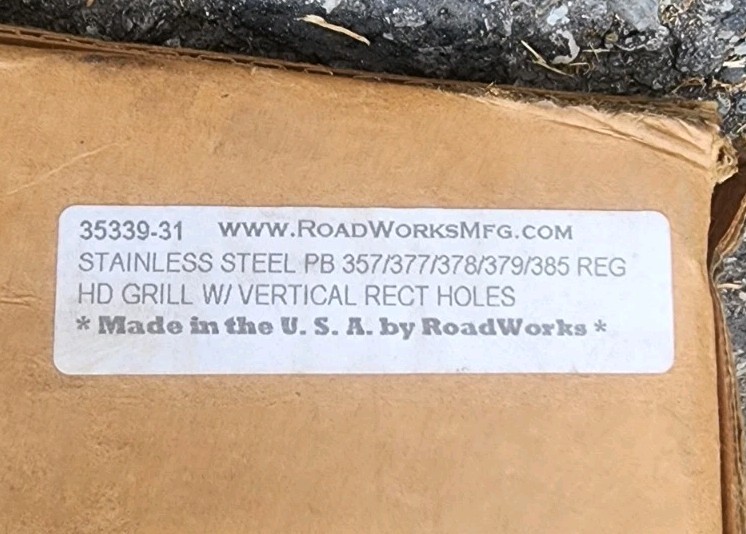 35339-31 WWW.ROADWORKSMFG.COM
STAINLESS STEEL PB 357/377/378/379/385 REG
HD GRILL W/ VERTICAL RECT HOLES
* Made in the U. S. A. by RoadWorks *